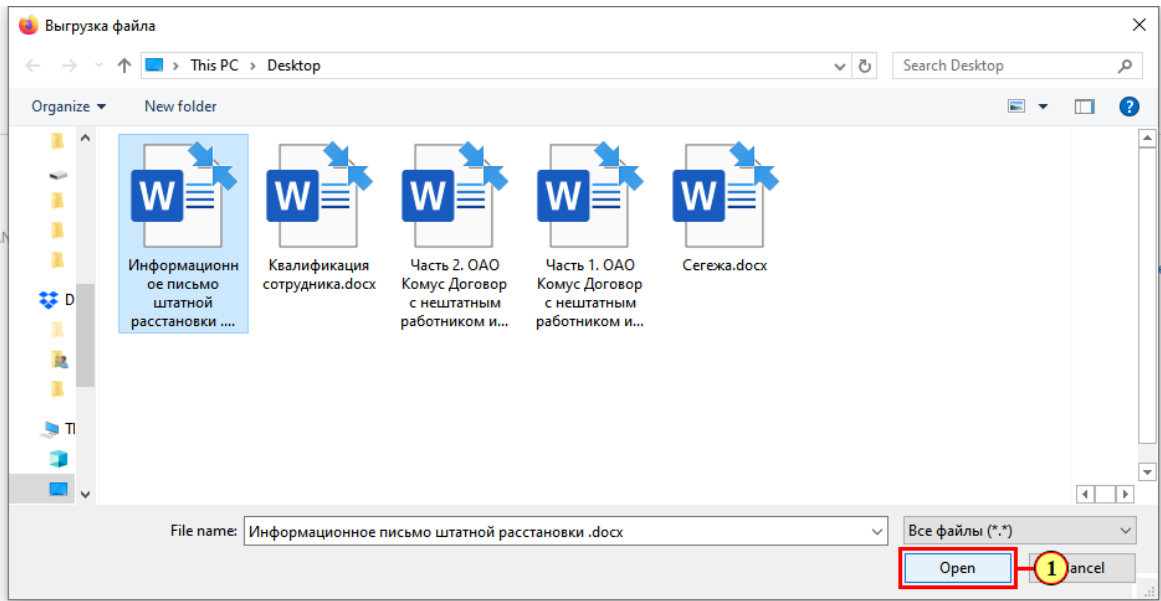 Выгрузка файла
This PC > Desktop
Search Desktop
Organize
New folder
?
D
Tl
W W W W W
Информационн
ое письмо
штатной
расстановки ....
Квалификация
сотрудника.docx
Часть 2. ОАО
Комус Договор
с нештатным
работником и...
Часть 1. ОАО
Комус Договор
с нештатным
работником и...
Сегежа.docx
File name: Информационное письмо штатной расстановки .docx
Все файлы (*.*)
Open 1 ancel